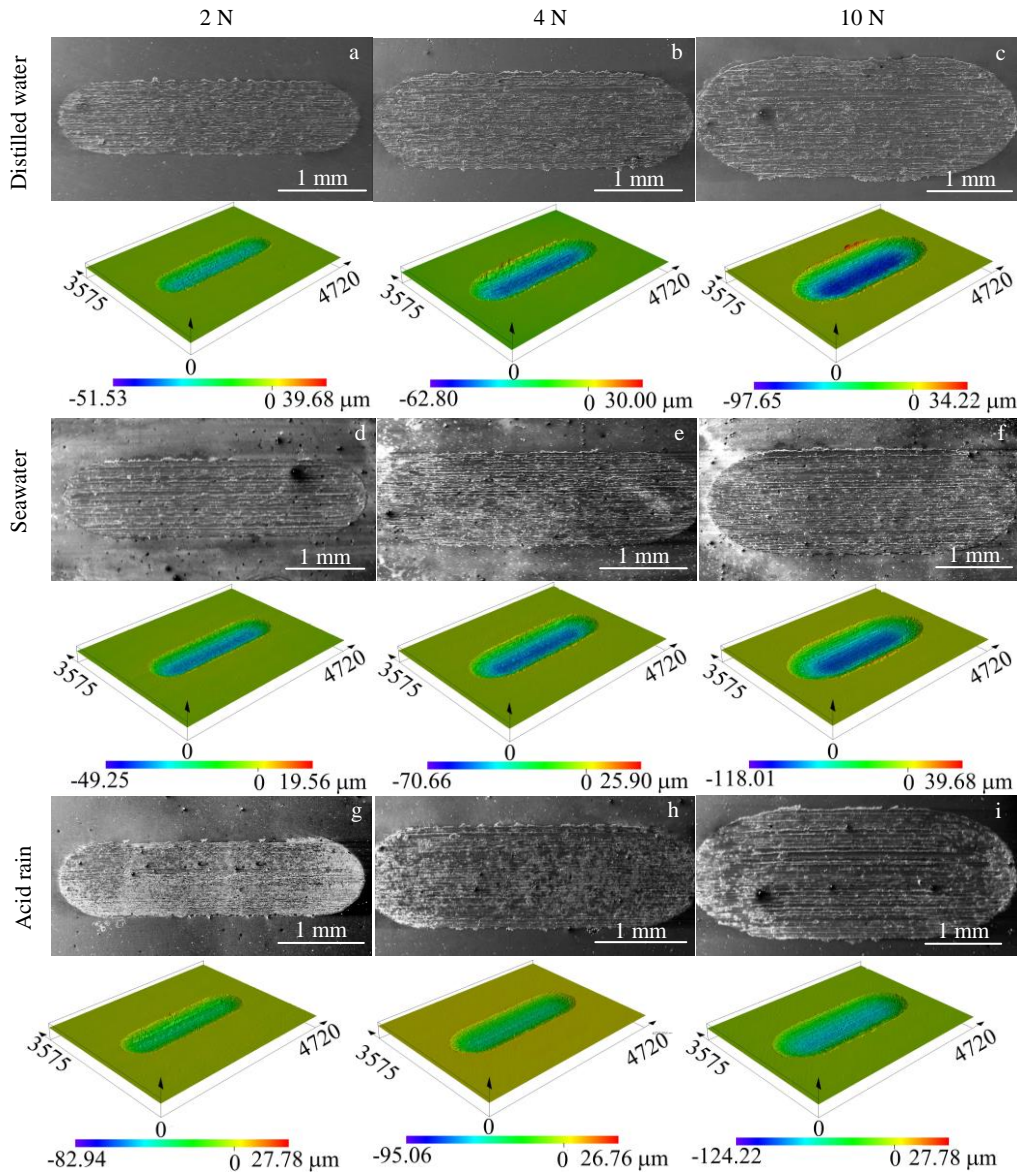 2 N 4 N 10 N
Distilled water
a b c
1 mm 1 mm 1 mm
3575 4720 3575 4720 3575 4720
0 0 0
-51.53 0 39.68 μm -62.80 0 30.00 μm -97.65 0 34.22 μm
Seawater
d e f
1 mm 1 mm 1 mm
3575 4720 3575 4720 3575 4720
0 0 0
-49.25 0 19.56 μm -70.66 0 25.90 μm -118.01 0 39.68 μm
Acid rain
g h i
1 mm 1 mm 1 mm
3575 4720 3575 4720 3575 4720
0 0 0
-82.94 0 27.78 μm -95.06 0 26.76 μm -124.22 0 27.78 μm